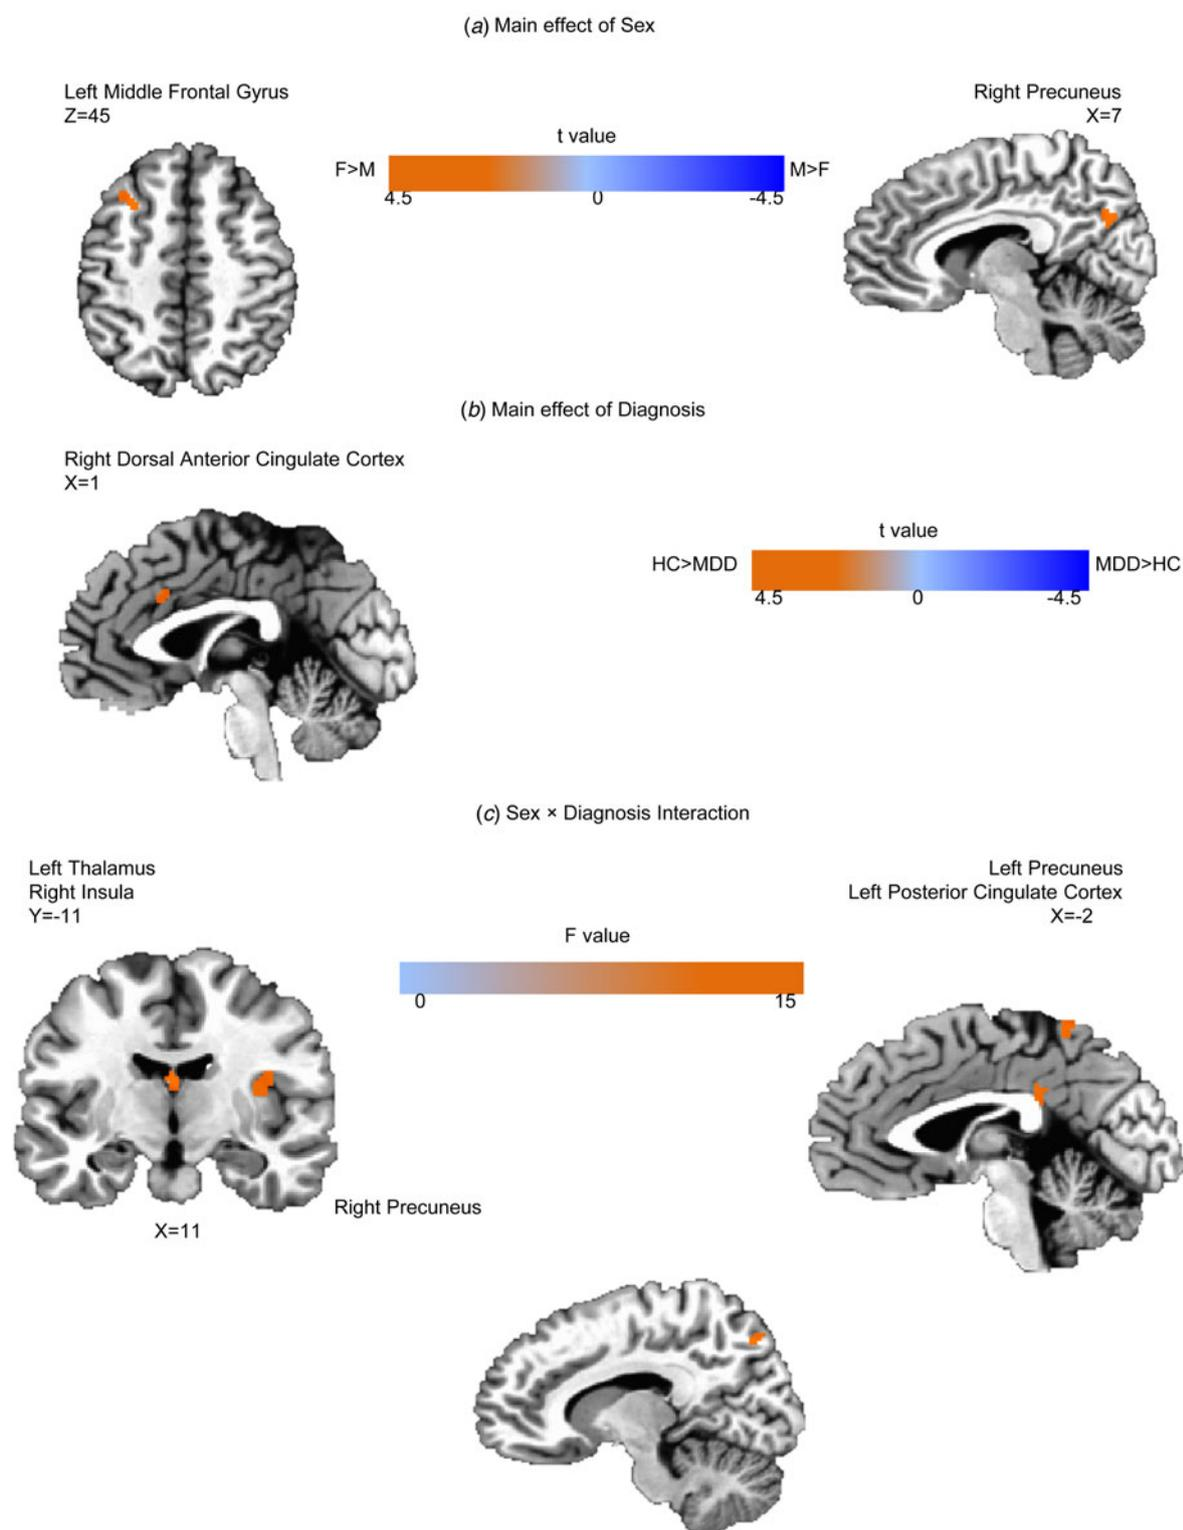 (a) Main effect of Sex
Left Middle Frontal Gyrus
Z=45
Right Precuneus
X=7
t value
F>M
M>F
4.5
0
-4.5
(b) Main effect of Diagnosis
Right Dorsal Anterior Cingulate Cortex
X=1
t value
HC>MDD
MDD>HC
4.5
0
-4.5
(c) Sex × Diagnosis Interaction
Left Thalamus
Right Insula
Y=-11
Left Precuneus
Left Posterior Cingulate Cortex
X=-2
F value
0
15
Right Precuneus
X=11